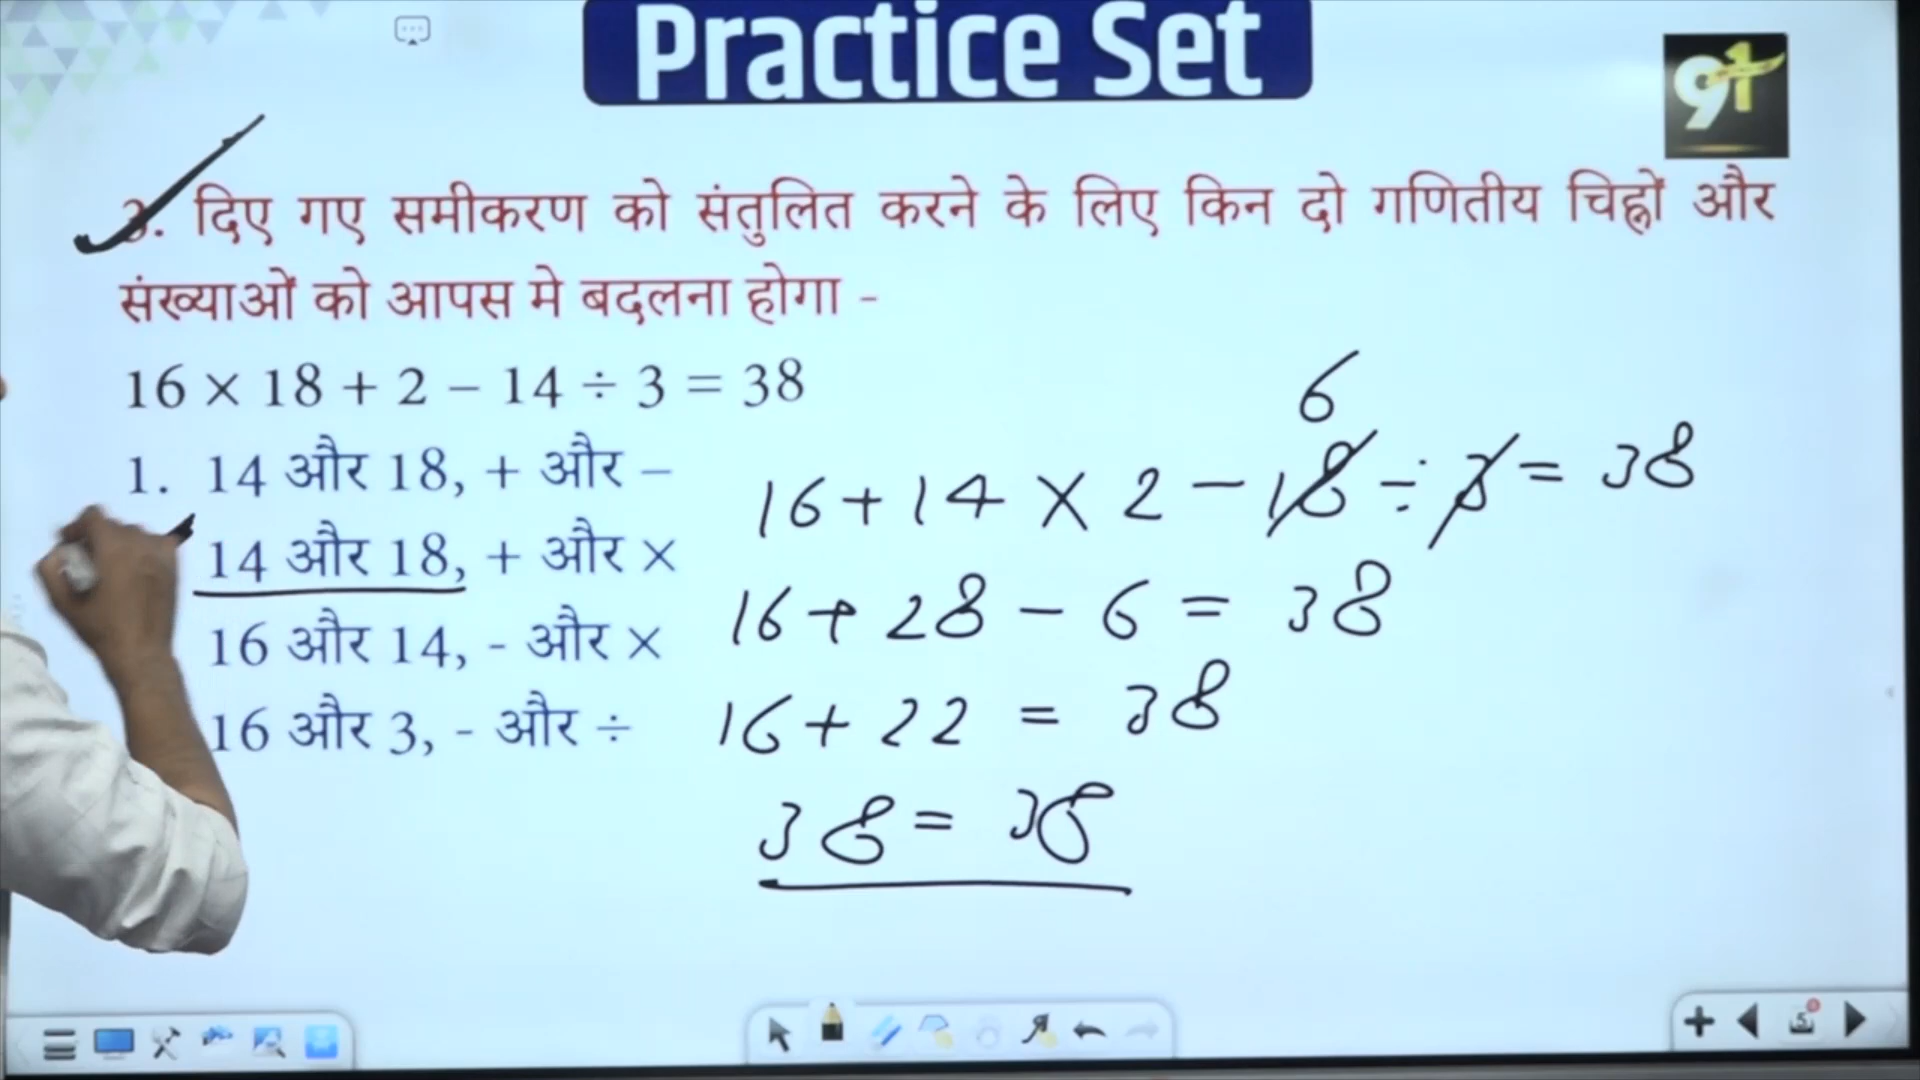 Practice Set
91
3. दिए गए समीकरण को संतुलित करने के लिए किन दो गणितीय चिह्नों और
संख्याओं को आपस मे बदलना होगा -
16 × 18 + 2 – 14 ÷ 3 = 38
1. 14 और 18, + और –
14 और 18, + और ×
16 और 14, - और ×
16 और 3, - और ÷
6
16 + 14 × 2 – 18 ÷ 3 = 38
16 + 28 – 6 = 38
16 + 22 = 38
38 = 38
5